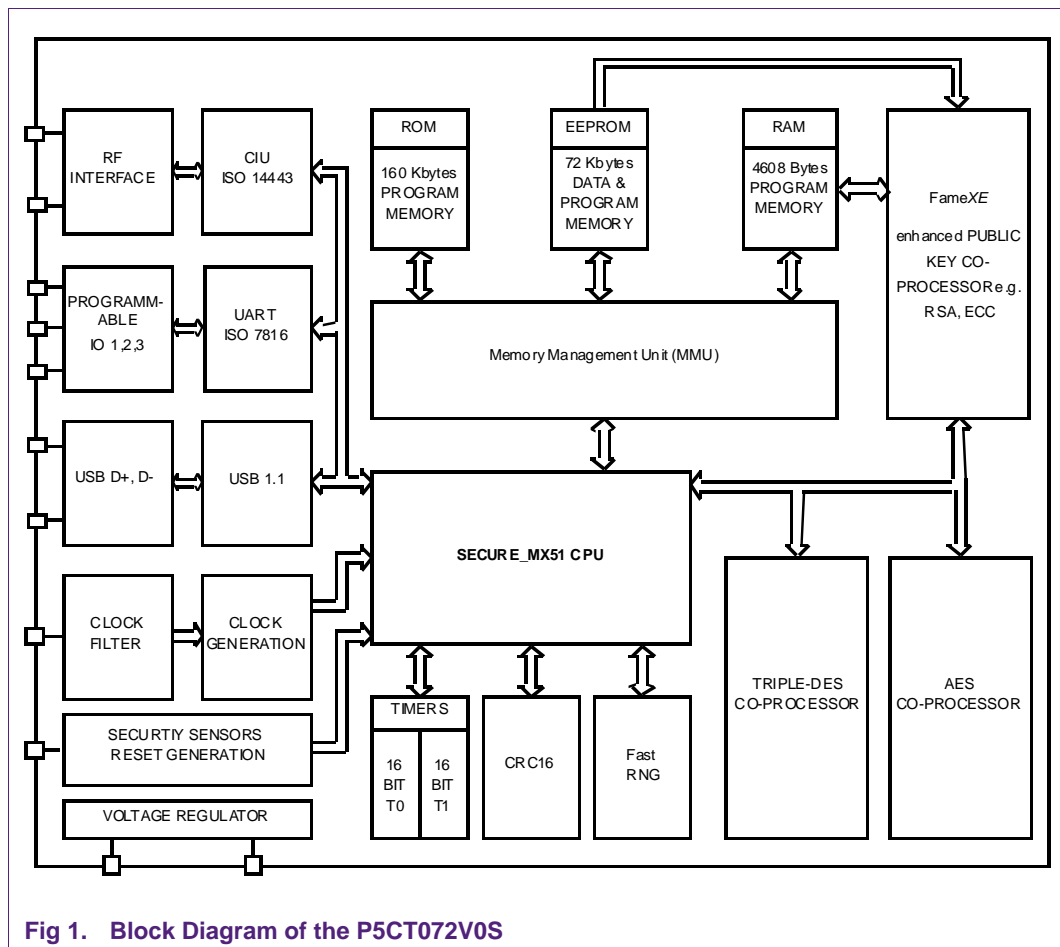 RF
INTERFACE
CIU
ISO 14443
ROM
160 Kbytes
PROGRAM
MEMORY
EEPROM
72 Kbytes
DATA &
PROGRAM
MEMORY
RAM
4608 Bytes
PROGRAM
MEMORY
FameXE
enhanced PUBLIC
KEY CO-
PROCESSOR e.g.
RSA, ECC
PROGRAMM-
ABLE
IO 1,2,3
UART
ISO 7816
Memory Management Unit (MMU)
USB D+, D-
USB 1.1
SECURE_MX51 CPU
CLOCK
FILTER
CLOCK
GENERATION
SECURTIY SENSORS
RESET GENERATION
VOLTAGE REGULATOR
TIMERS
16
BIT
T0
16
BIT
T1
CRC16
Fast
RNG
TRIPLE-DES
CO-PROCESSOR
AES
CO-PROCESSOR
Fig 1. Block Diagram of the P5CT072V0S